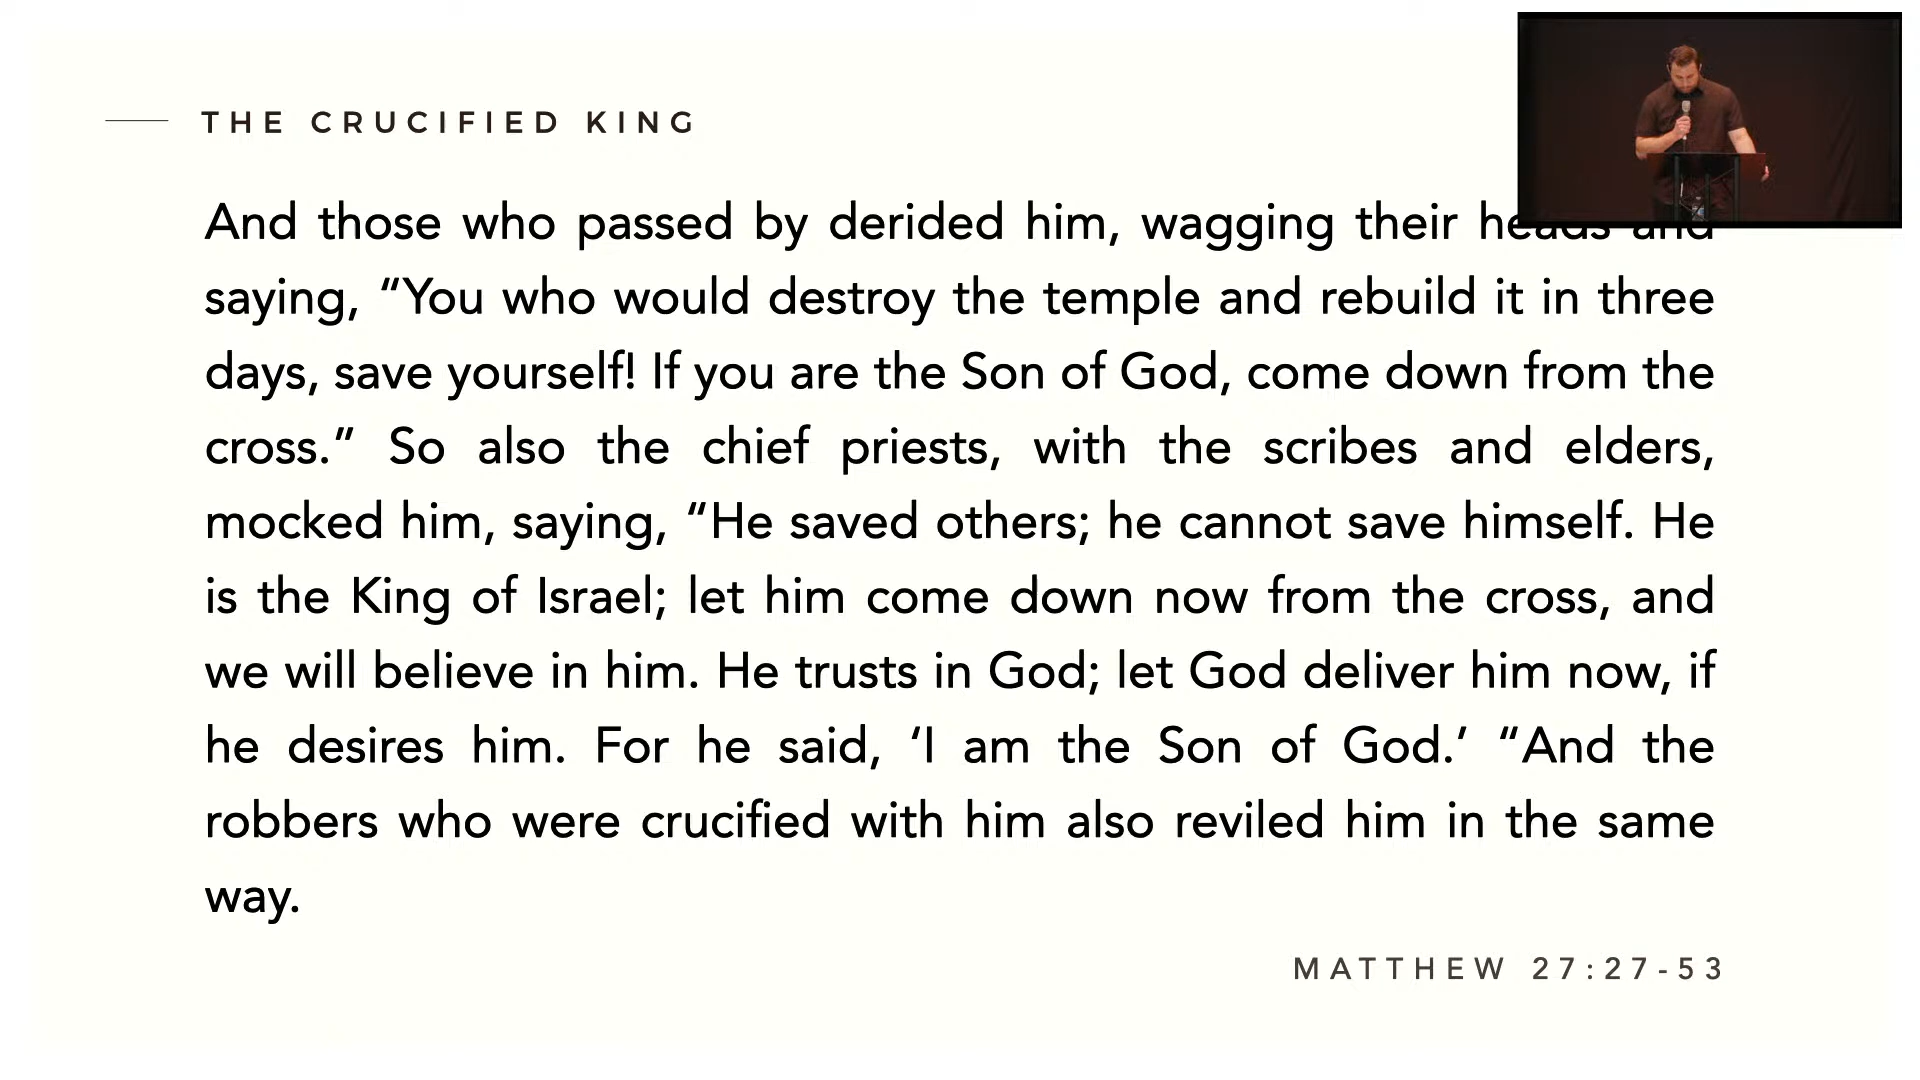 THE CRUCIFIED KING
And those who passed by derided him, wagging their heads and
saying, “You who would destroy the temple and rebuild it in three
days, save yourself! If you are the Son of God, come down from the
cross.” So also the chief priests, with the scribes and elders,
mocked him, saying, “He saved others; he cannot save himself. He
is the King of Israel; let him come down now from the cross, and
we will believe in him. He trusts in God; let God deliver him now, if
he desires him. For he said, ‘I am the Son of God.’ “And the
robbers who were crucified with him also reviled him in the same
way.
MATTHEW 27:27-53